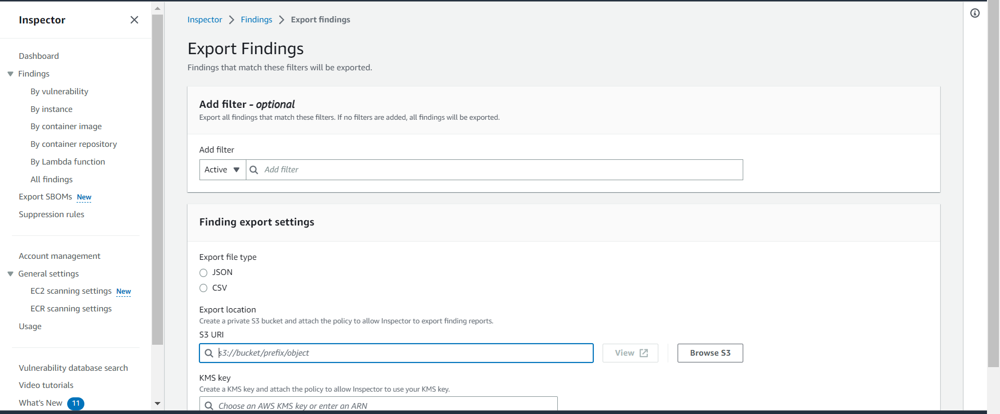 Inspector
Dashboard
Findings
By vulnerability
By instance
By container image
By container repository
By Lambda function
All findings
Export SBOMs New
Suppression rules
Account management
General settings
EC2 scanning settings New
ECR scanning settings
Usage
Vulnerability database search
Video tutorials
What's New 11
Inspector > Findings > Export findings
Export Findings
Findings that match these filters will be exported.
Add filter - optional
Export all findings that match these filters. If no filters are added, all findings will be exported.
Add filter
Active Add filter
Finding export settings
Export file type
JSON
CSV
Export location
Create a private S3 bucket and attach the policy to allow Inspector to export finding reports.
S3 URI
s3://bucket/prefix/object View Browse S3
KMS key
Create a KMS key and attach the policy to allow Inspector to use your KMS key.
Choose an AWS KMS key or enter an ARN